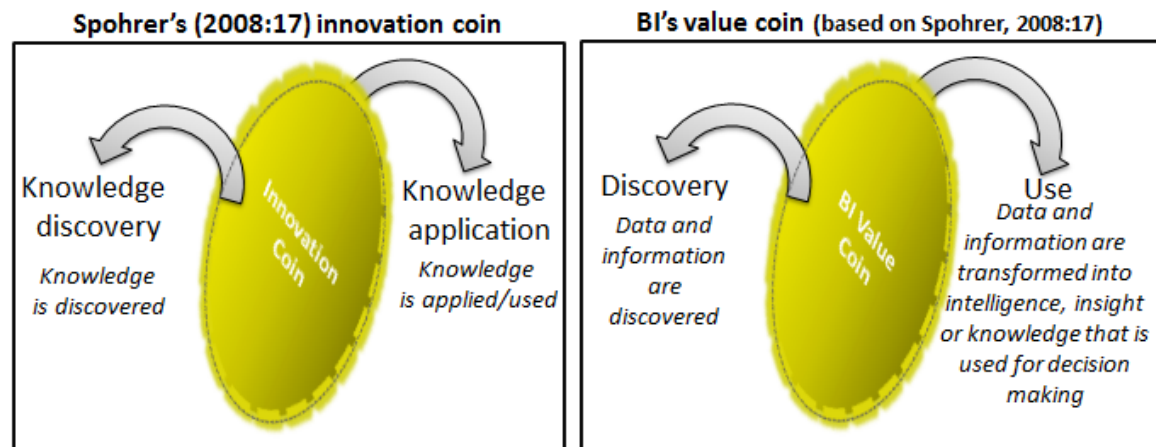 Spohrer's (2008:17) innovation coin
Knowledge
discovery
Knowledge
is discovered
Innovation
Coin
Knowledge
application
Knowledge
is applied/used
BI's value coin (based on Spohrer, 2008:17)
Discovery
Data and
information
are
discovered
BI Value
Coin
Use
Data and
information are
transformed into
intelligence, insight
or knowledge that is
used for decision
making